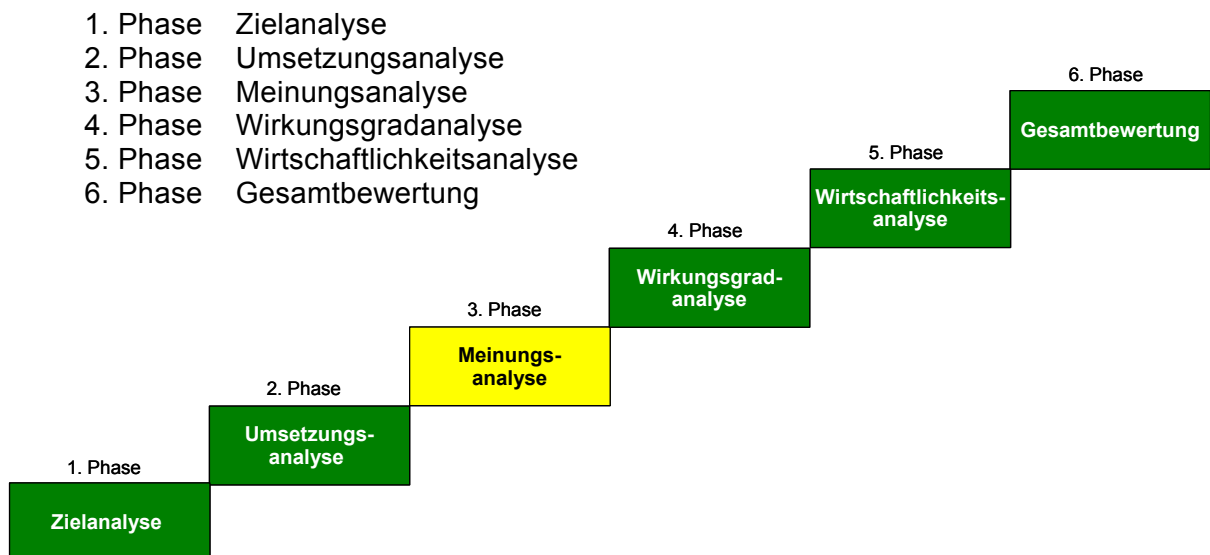 1. Phase Zielanalyse
2. Phase Umsetzungsanalyse
3. Phase Meinungsanalyse
4. Phase Wirkungsgradanalyse
5. Phase Wirtschaftlichkeitsanalyse
6. Phase Gesamtbewertung
6. Phase
Gesamtbewertung
5. Phase
Wirtschaftlichkeits-
analyse
4. Phase
Wirkungsgrad-
analyse
3. Phase
Meinungs-
analyse
2. Phase
Umsetzungs-
analyse
1. Phase
Zielanalyse